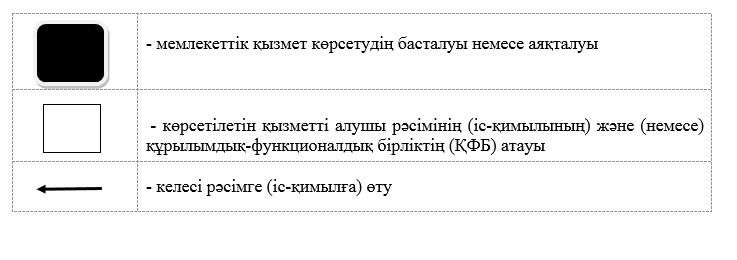 - мемлекеттік қызмет көрсетудің басталуы немесе аяқталуы
- көрсетілетін қызметті алушы рәсімінің (іс-қимылының) және (немесе)
құрылымдық-функционалдық бірліктің (ҚФБ) атауы
- келесі рәсімге (іс-қимылға) өту